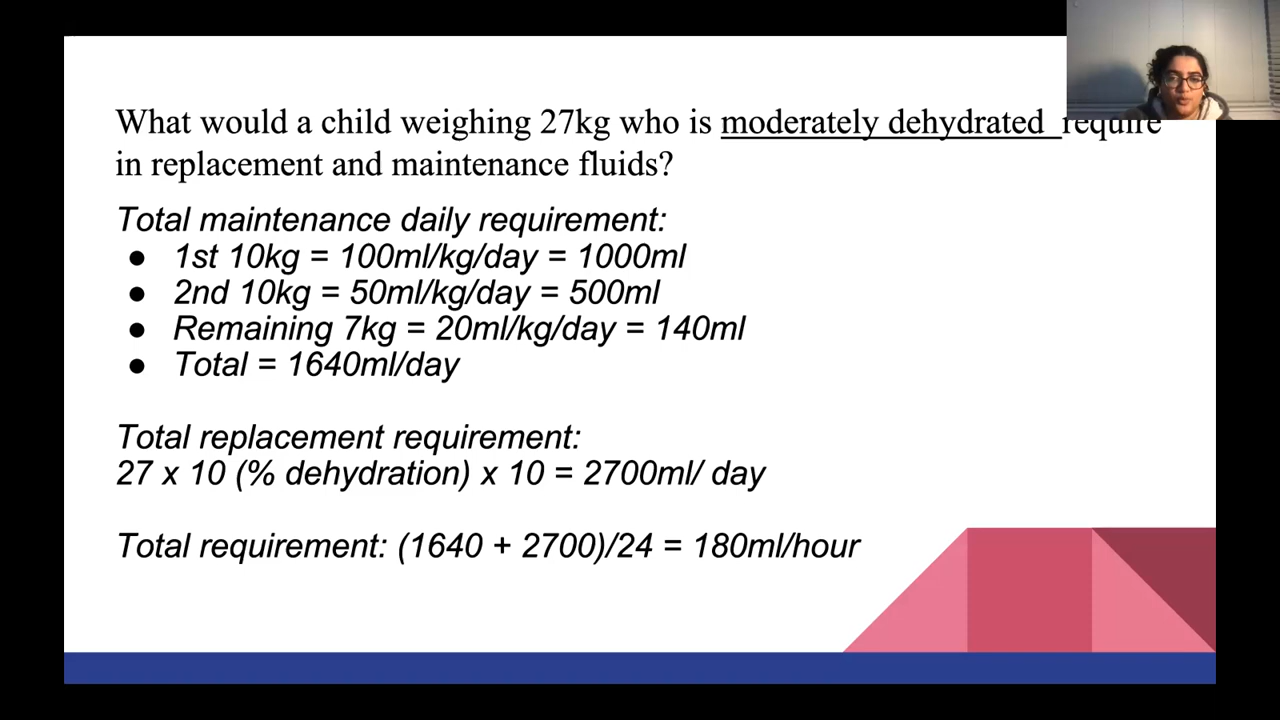 What would a child weighing 27kg who is moderately dehydrated require
in replacement and maintenance fluids?
Total maintenance daily requirement:
● 1st 10kg = 100ml/kg/day = 1000ml
● 2nd 10kg = 50ml/kg/day = 500ml
● Remaining 7kg = 20ml/kg/day = 140ml
● Total = 1640ml/day
Total replacement requirement:
27 x 10 (% dehydration) x 10 = 2700ml/ day
Total requirement: (1640 + 2700)/24 = 180ml/hour